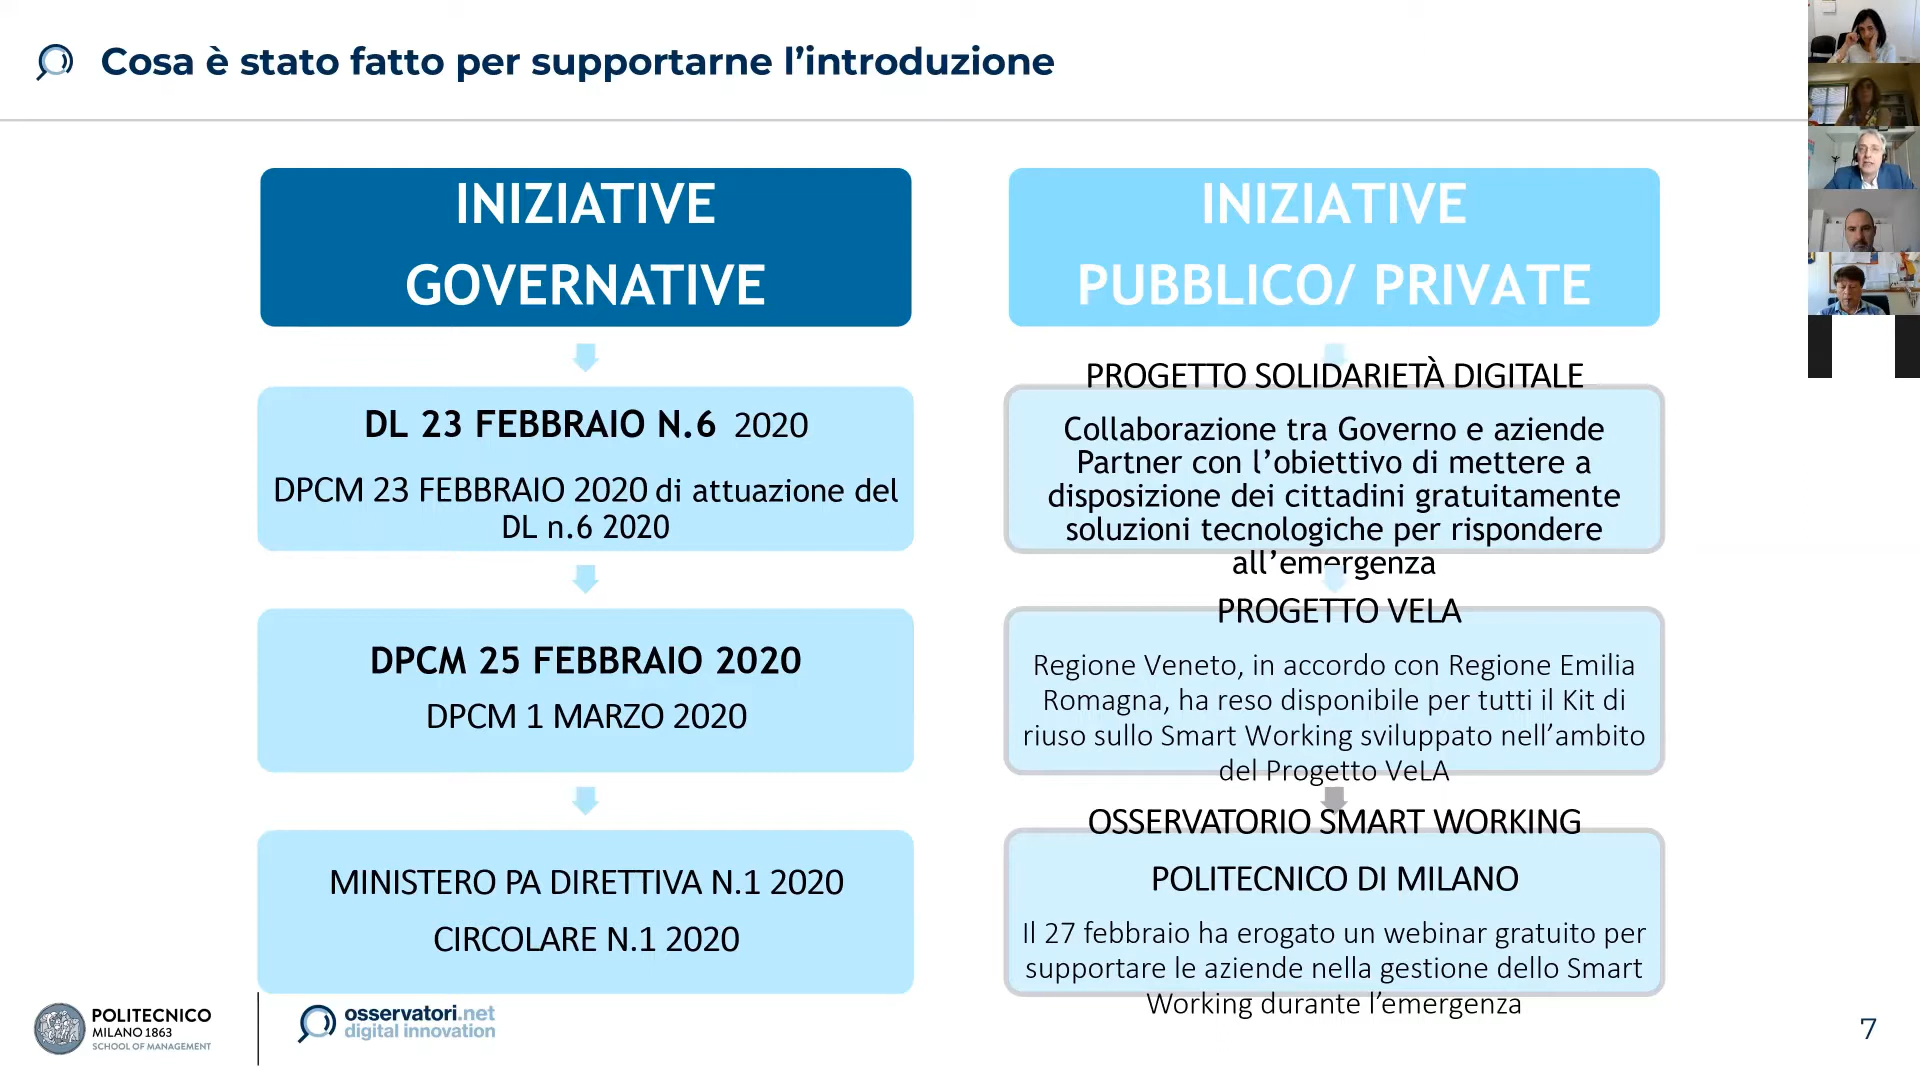 Cosa è stato fatto per supportarne l’introduzione
INIZIATIVE
GOVERNATIVE
DL 23 FEBBRAIO N.6 2020
DPCM 23 FEBBRAIO 2020 di attuazione del
DL n.6 2020
DPCM 25 FEBBRAIO 2020
DPCM 1 MARZO 2020
MINISTERO PA DIRETTIVA N.1 2020
CIRCOLARE N.1 2020
INIZIATIVE
PUBBLICO/ PRIVATE
PROGETTO SOLIDARIETÀ DIGITALE
Collaborazione tra Governo e aziende
Partner con l’obiettivo di mettere a
disposizione dei cittadini gratuitamente
soluzioni tecnologiche per rispondere
all’emergenza
PROGETTO VELA
Regione Veneto, in accordo con Regione Emilia
Romagna, ha reso disponibile per tutti il Kit di
riuso sullo Smart Working sviluppato nell’ambito
del Progetto VeLA
OSSERVATORIO SMART WORKING
POLITECNICO DI MILANO
Il 27 febbraio ha erogato un webinar gratuito per
supportare le aziende nella gestione dello Smart
Working durante l’emergenza
POLITECNICO
MILANO 1863
SCHOOL OF MANAGEMENT
osservatori.net
digital innovation
7